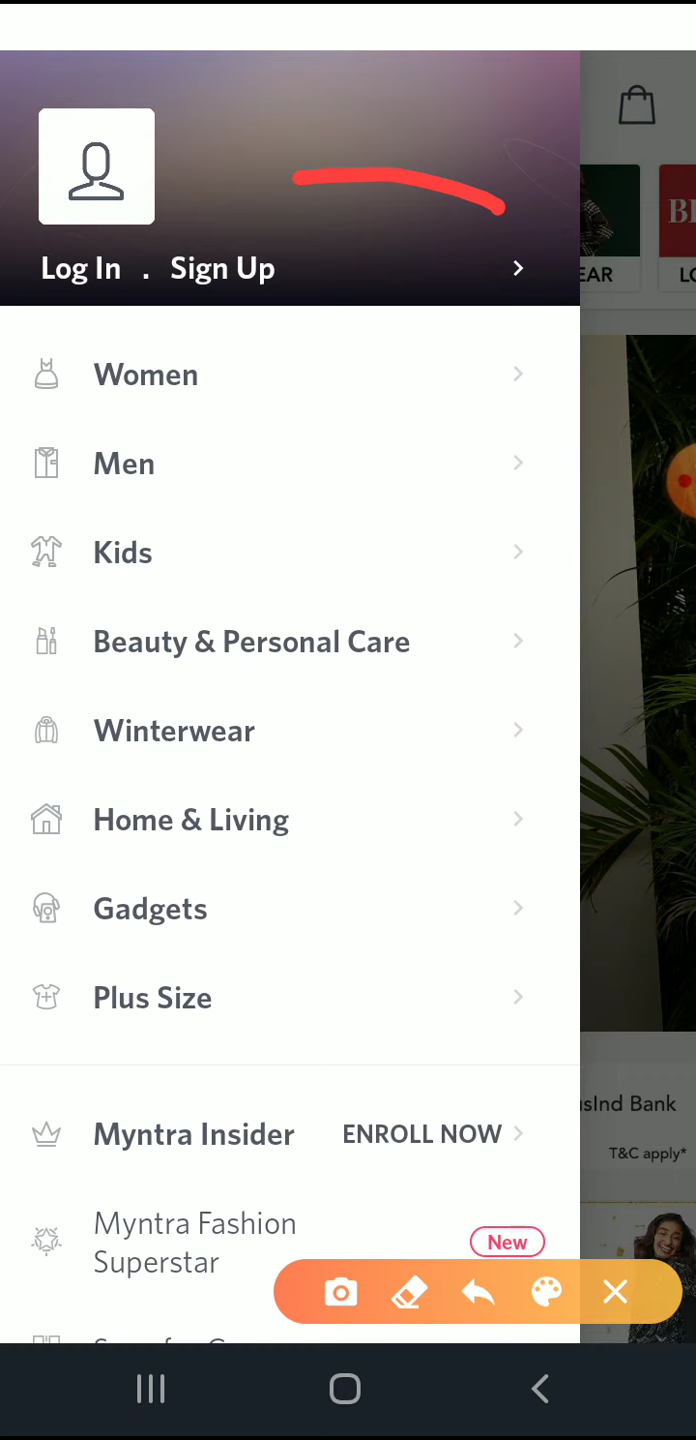 Log In . Sign Up
EAR
Women
Men
Kids
Beauty & Personal Care
Winterwear
Home & Living
Gadgets
Plus Size
Myntra Insider ENROLL NOW
usInd Bank
T&C apply*
Myntra Fashion
Superstar
New